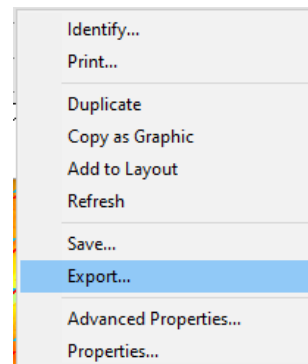 Identify...
Print...
Duplicate
Copy as Graphic
Add to Layout
Refresh
Save...
Export...
Advanced Properties...
Properties...